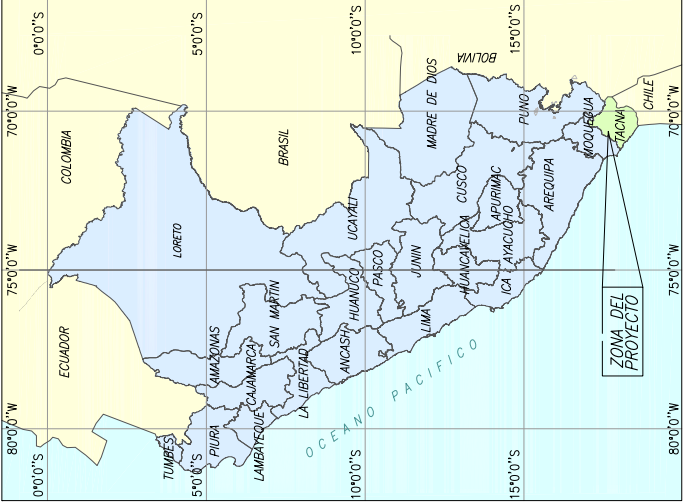 0°0'0"S
5°0'0"S
10°0'0"S
15°0'0"S
70°0'0"W
COLOMBIA
BRASIL
BOLIVIA
MADRE DE DIOS
PUNO
MOQUEGUA
TACNA
CHILE
70°0'0"W
LORETO
UCAYALI
CUSCO
APURIMAC
AREQUIPA
HUANCAVELICA
AYACUCHO
ICA
75°0'0"W
ECUADOR
AMAZONAS
SAN MARTIN
HUANUCO
PASCO
JUNIN
75°0'0"W
CAJAMARCA
LA LIBERTAD
ANCASH
LIMA
ZONA DEL
PROYECTO
OCEANO PACIFICO
80°0'0"W
TUMBES
PIURA
LAMBAYEQUE
80°0'0"W
0°0'0"S
5°0'0"S
10°0'0"S
15°0'0"S